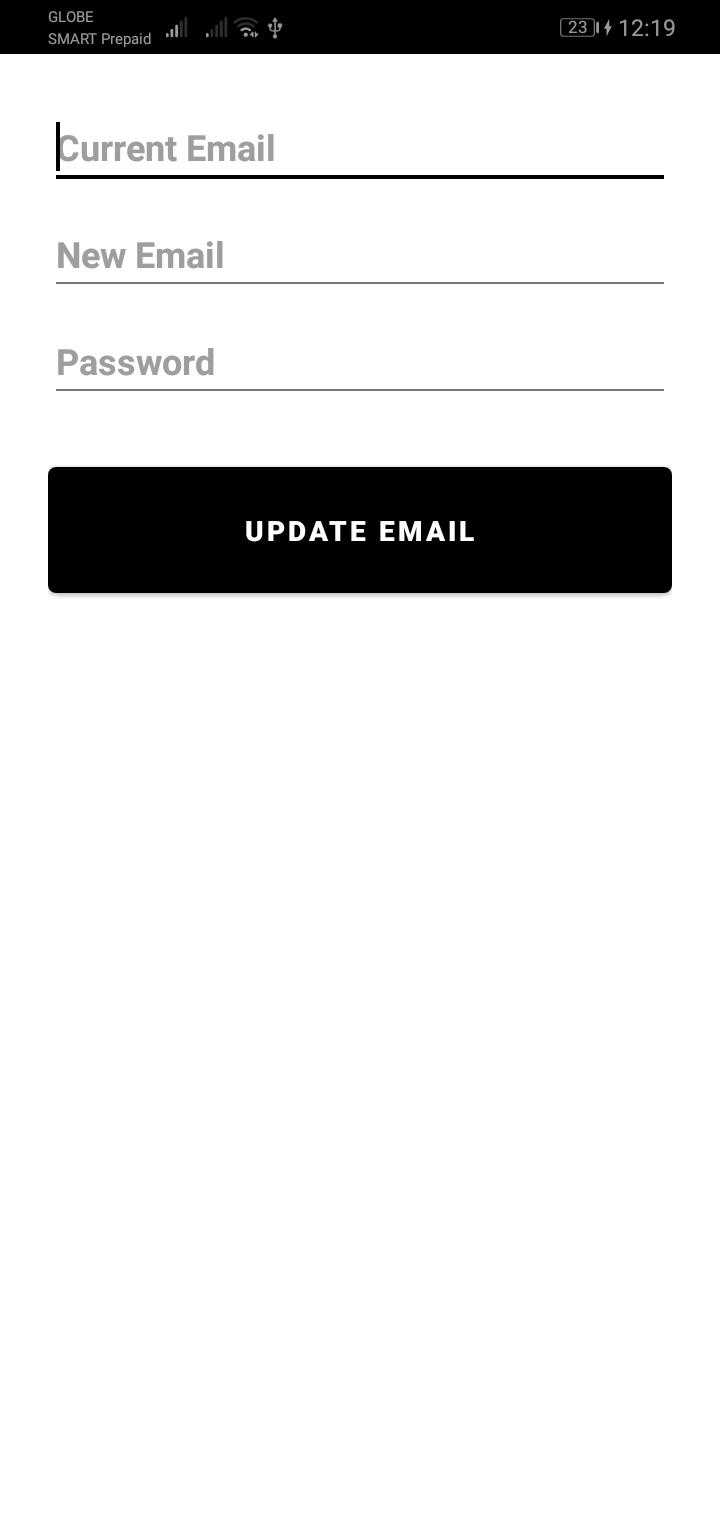 GLOBE
SMART Prepaid
23
12:19
Current Email
New Email
Password
UPDATE EMAIL